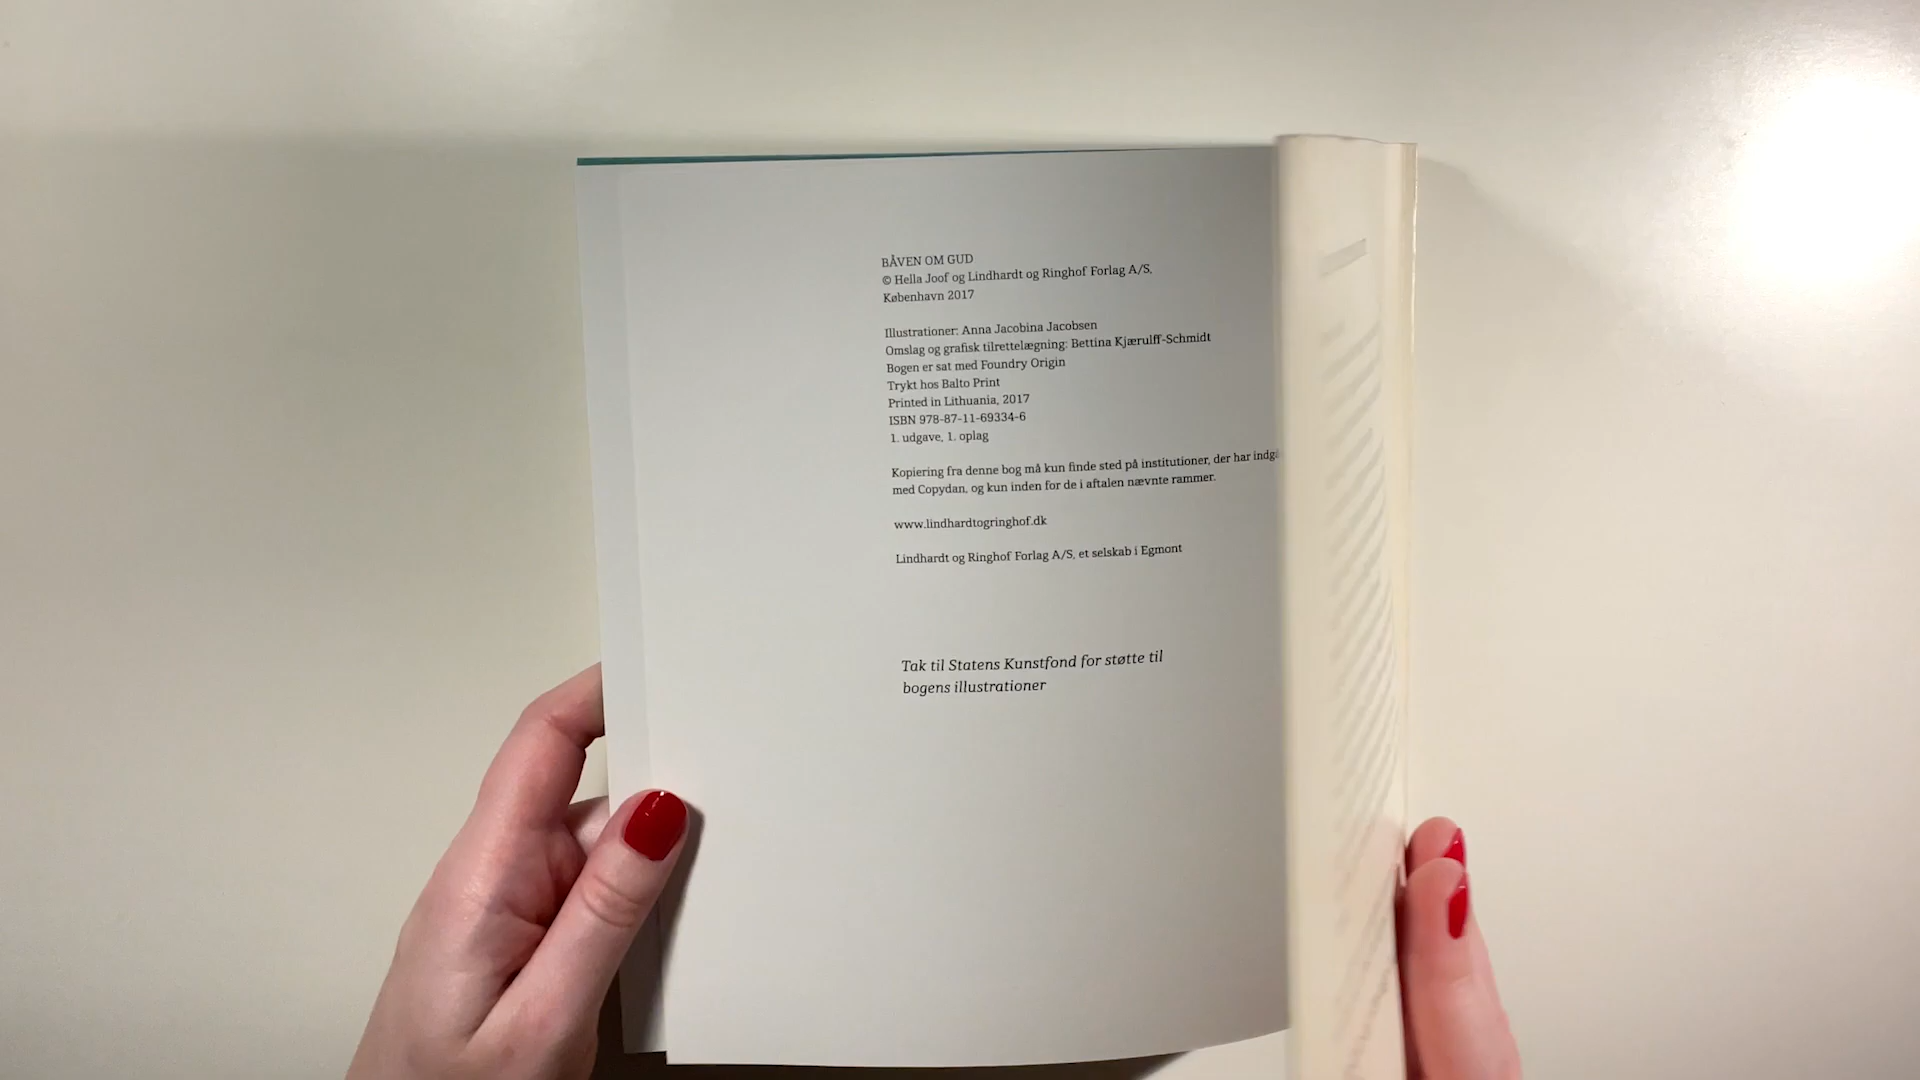 BÅVEN OM GUD
© Hella Joof og Lindhardt og Ringhof Forlag A/S,
København 2017
Illustrationer: Anna Jacobina Jacobsen
Omslag og grafisk tilrettelægning: Bettina Kjærulff-Schmidt
Bogen er sat med Foundry Origin
Trykt hos Balto Print
Printed in Lithuania, 2017
ISBN 978-87-11-69334-6
1. udgave, 1. oplag
Kopiering fra denne bog må kun finde sted på institutioner, der har
med Copydan, og kun inden for de i aftalen nævnte rammer.
www.lindhardtogringhof.dk
Lindhardt og Ringhof Forlag A/S, et selskab i Egmont
Tak til Statens Kunstfond for støtte til
bogens illustrationer